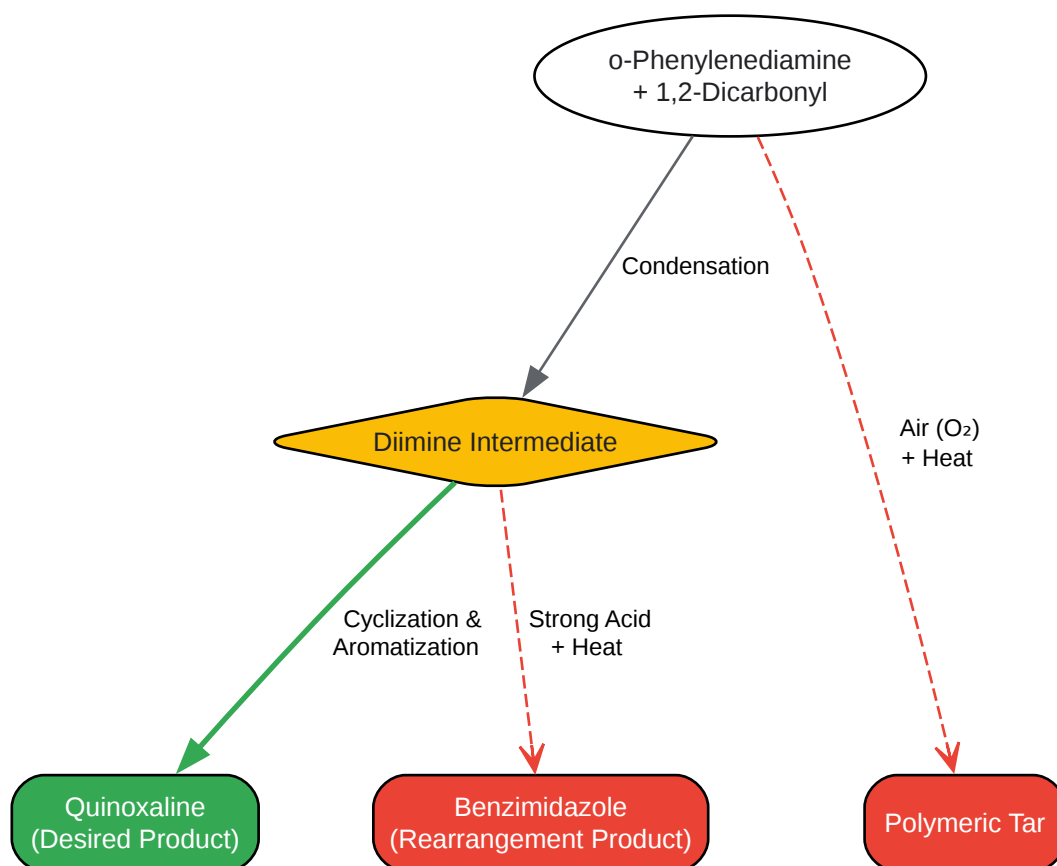 o-Phenylenediamine
+ 1,2-Dicarbonyl
Condensation
Diimine Intermediate
Air (O₂)
+ Heat
Cyclization &
Aromatization
Strong Acid
+ Heat
Quinoxaline
(Desired Product)
Benzimidazole
(Rearrangement Product)
Polymeric Tar